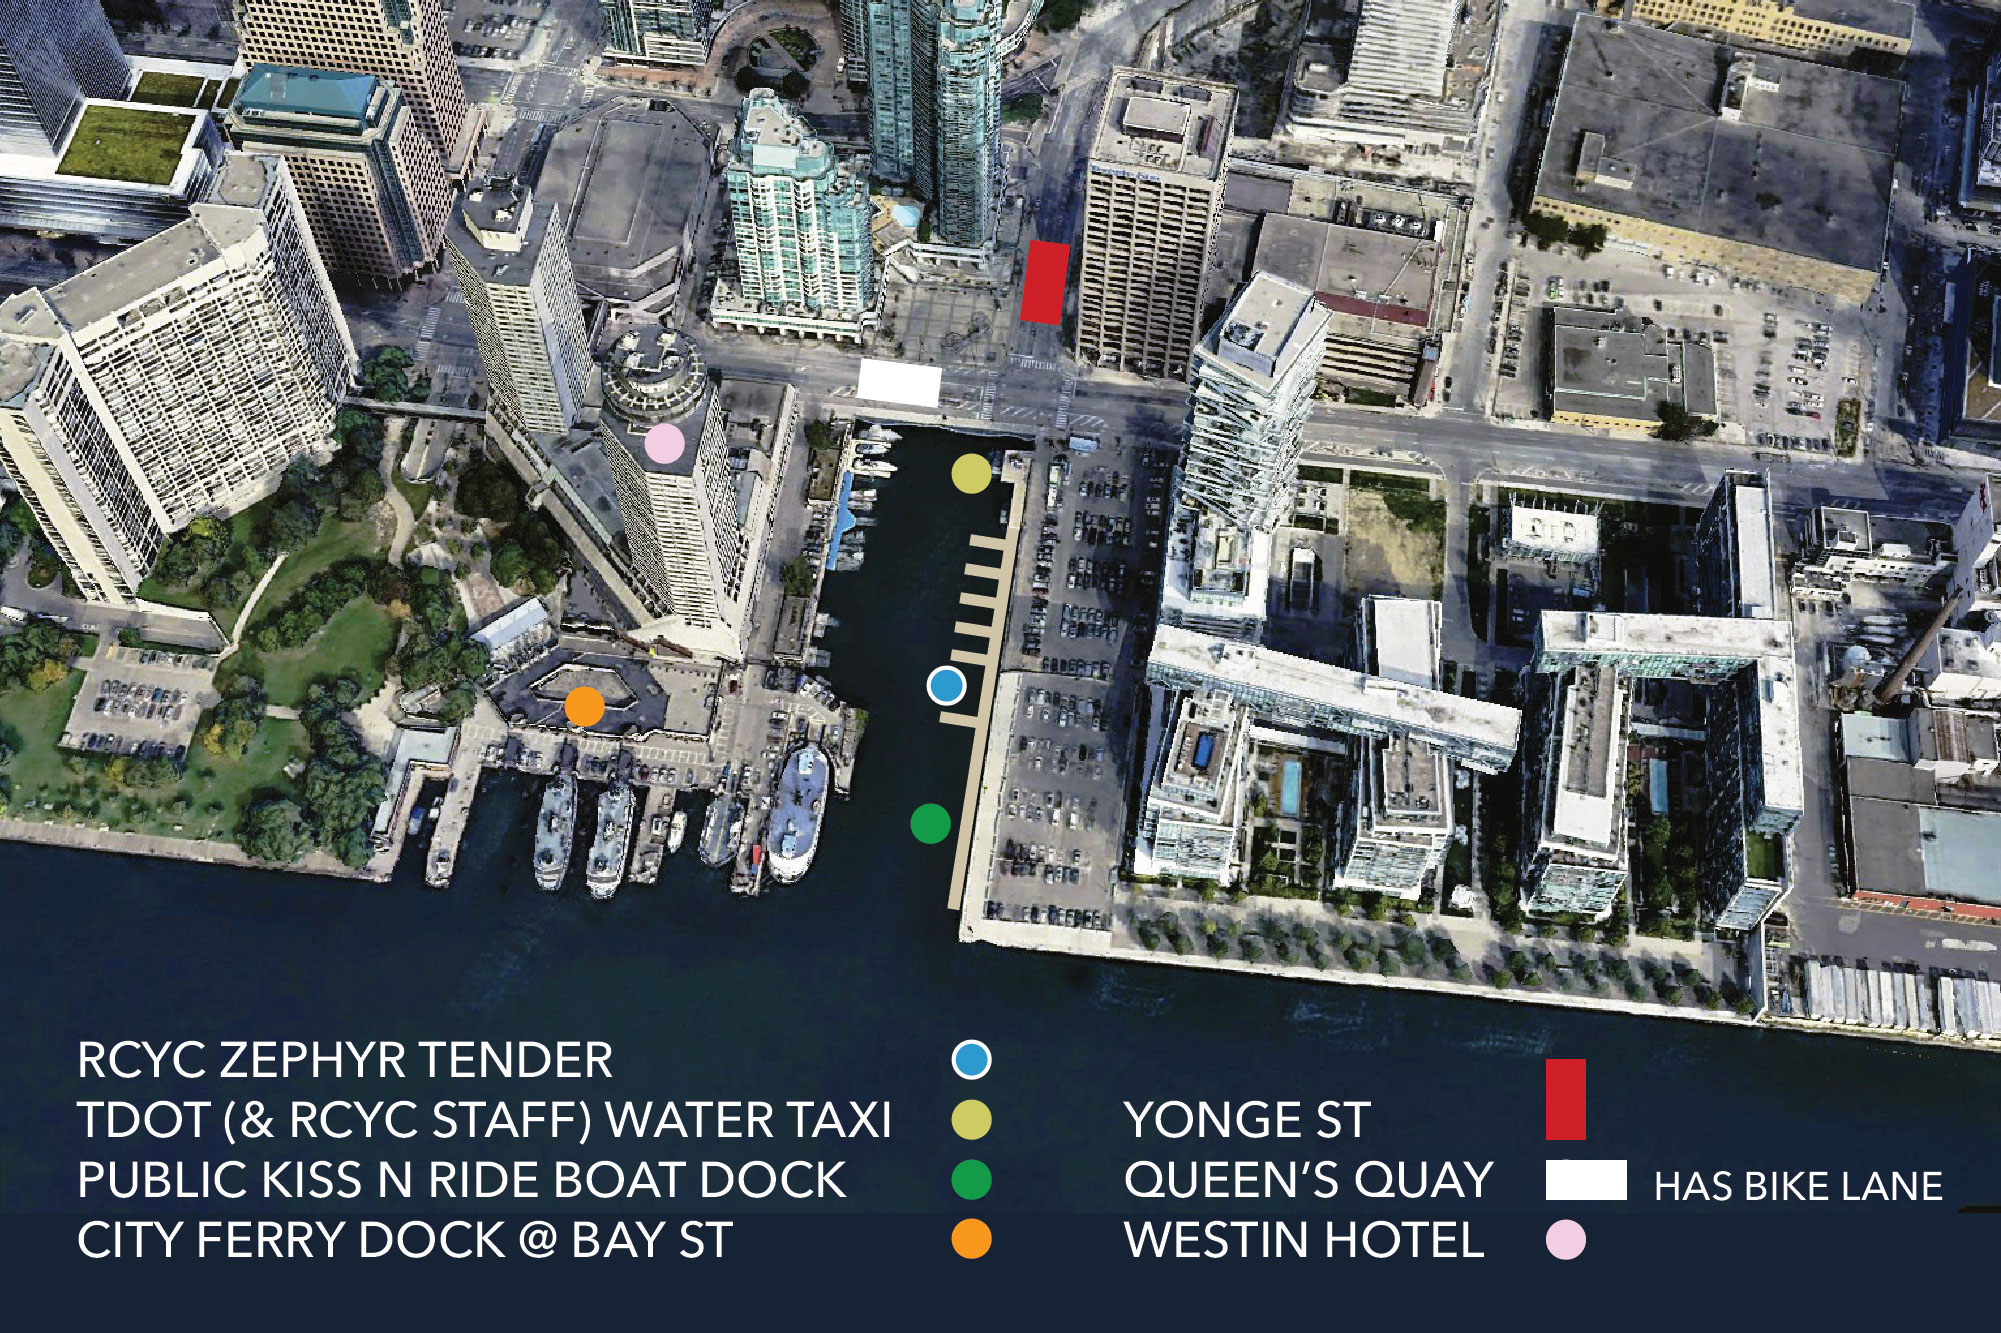 RCYC ZEPHYR TENDER
TDOT (& RCYC STAFF) WATER TAXI
PUBLIC KISS N RIDE BOAT DOCK
CITY FERRY DOCK @ BAY ST
YONGE ST
QUEEN'S QUAY
HAS BIKE LANE
WESTIN HOTEL